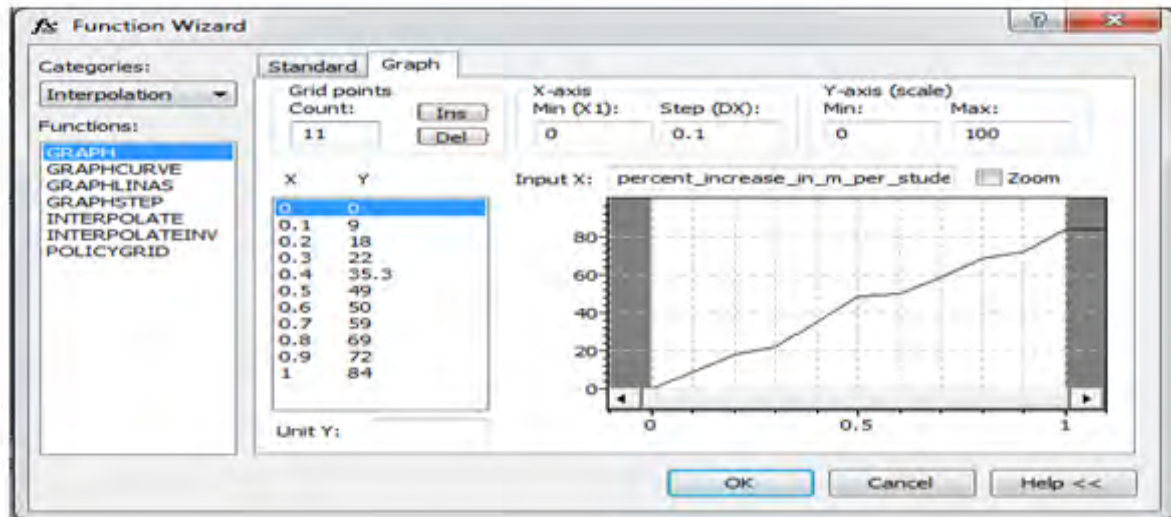 fx Function Wizard
Categories:
Interpolation
Functions:
GRAPH
GRAPHCURVE
GRAPHLINAS
GRAPHSTEP
INTERPOLATE
INTERPOLATEINV
POLICYGRID
Standard Graph
Grid points
Count:
11
Ins
Del
X-axis
Min (X1): Step (DX):
0 0.1
Y-axis (scale)
Min: Max:
0 100
X Y
0 0
0.1 9
0.2 18
0.3 22
0.4 35.3
0.5 49
0.6 50
0.7 59
0.8 69
0.9 72
1 84
Unit Y:
Input X: percent_increase_in_m_per_stude Zoom
80
60
40
20
0
0 0.5 1
OK Cancel Help <<